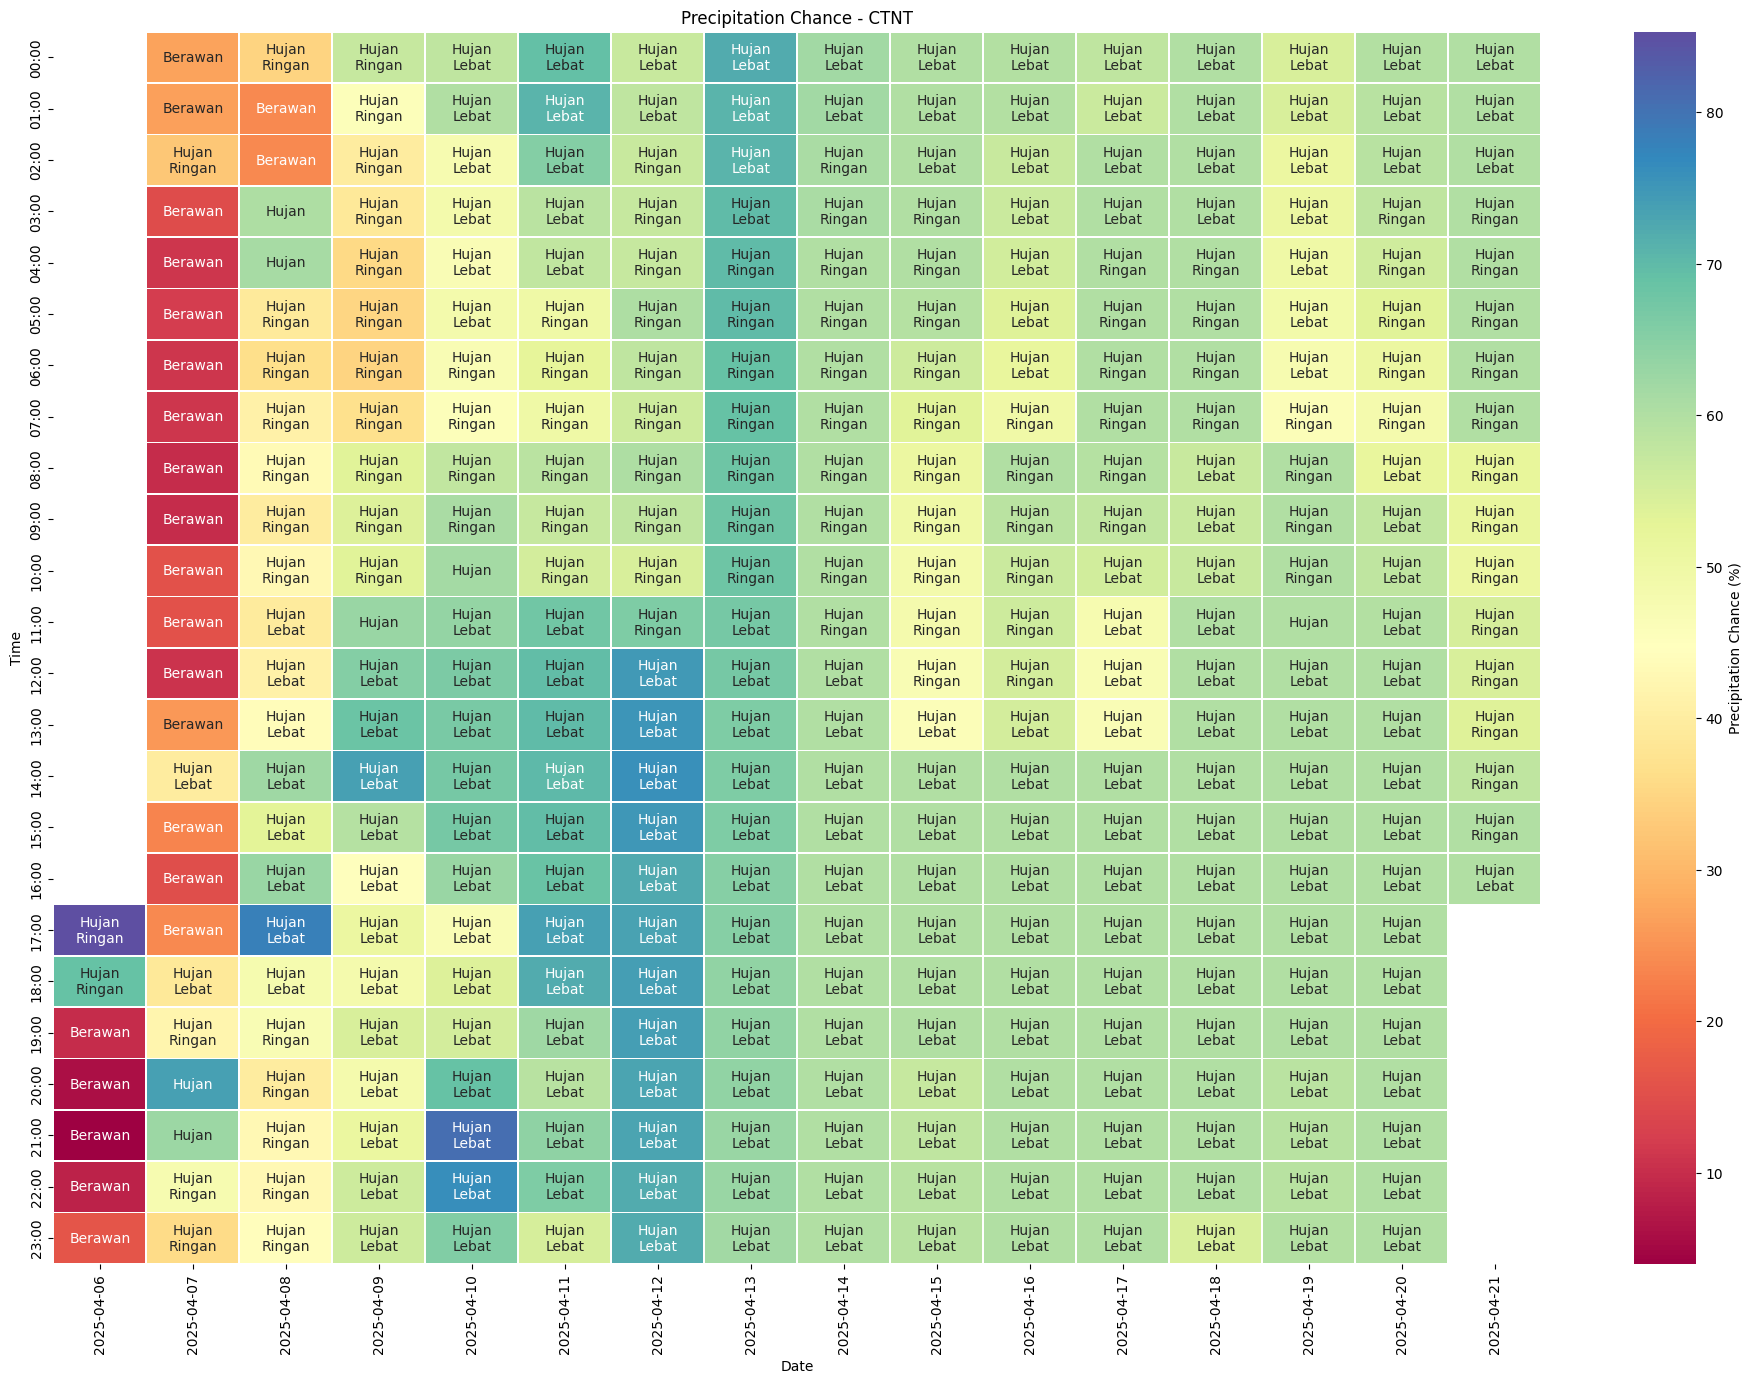 Precipitation Chance - CTNT
00:00 Berawan Hujan Ringan Hujan Ringan Hujan Lebat Hujan Lebat Hujan Lebat Hujan Lebat Hujan Lebat Hujan Lebat Hujan Lebat Hujan Lebat Hujan Lebat Hujan Lebat Hujan Lebat Hujan Lebat
01:00 Berawan Berawan Hujan Ringan Hujan Lebat Hujan Lebat Hujan Lebat Hujan Lebat Hujan Lebat Hujan Lebat Hujan Lebat Hujan Lebat Hujan Lebat Hujan Lebat Hujan Lebat Hujan Lebat
02:00 Hujan Ringan Berawan Hujan Ringan Hujan Lebat Hujan Lebat Hujan Ringan Hujan Lebat Hujan Ringan Hujan Lebat Hujan Lebat Hujan Lebat Hujan Lebat Hujan Lebat Hujan Lebat Hujan Lebat
03:00 Berawan Hujan Hujan Ringan Hujan Lebat Hujan Lebat Hujan Ringan Hujan Lebat Hujan Ringan Hujan Ringan Hujan Lebat Hujan Lebat Hujan Lebat Hujan Lebat Hujan Ringan Hujan Ringan
04:00 Berawan Hujan Hujan Ringan Hujan Lebat Hujan Lebat Hujan Ringan Hujan Ringan Hujan Ringan Hujan Ringan Hujan Lebat Hujan Ringan Hujan Ringan Hujan Lebat Hujan Ringan Hujan Ringan
05:00 Berawan Hujan Ringan Hujan Ringan Hujan Lebat Hujan Ringan Hujan Ringan Hujan Ringan Hujan Ringan Hujan Ringan Hujan Lebat Hujan Ringan Hujan Ringan Hujan Lebat Hujan Ringan Hujan Ringan
06:00 Berawan Hujan Ringan Hujan Ringan Hujan Ringan Hujan Ringan Hujan Ringan Hujan Ringan Hujan Ringan Hujan Ringan Hujan Lebat Hujan Ringan Hujan Ringan Hujan Lebat Hujan Ringan Hujan Ringan
07:00 Berawan Hujan Ringan Hujan Ringan Hujan Ringan Hujan Ringan Hujan Ringan Hujan Ringan Hujan Ringan Hujan Ringan Hujan Ringan Hujan Ringan Hujan Ringan Hujan Ringan Hujan Ringan Hujan Ringan
08:00 Berawan Hujan Ringan Hujan Ringan Hujan Ringan Hujan Ringan Hujan Ringan Hujan Ringan Hujan Ringan Hujan Ringan Hujan Ringan Hujan Ringan Hujan Lebat Hujan Ringan Hujan Lebat Hujan Ringan
09:00 Berawan Hujan Ringan Hujan Ringan Hujan Ringan Hujan Ringan Hujan Ringan Hujan Ringan Hujan Ringan Hujan Ringan Hujan Ringan Hujan Ringan Hujan Lebat Hujan Ringan Hujan Lebat Hujan Ringan
10:00 Berawan Hujan Ringan Hujan Ringan Hujan Hujan Ringan Hujan Ringan Hujan Ringan Hujan Ringan Hujan Ringan Hujan Ringan Hujan Lebat Hujan Lebat Hujan Ringan Hujan Lebat Hujan Ringan
11:00 Berawan Hujan Lebat Hujan Hujan Lebat Hujan Lebat Hujan Ringan Hujan Lebat Hujan Ringan Hujan Ringan Hujan Ringan Hujan Lebat Hujan Lebat Hujan Hujan Lebat Hujan Ringan
12:00 Berawan Hujan Lebat Hujan Lebat Hujan Lebat Hujan Lebat Hujan Lebat Hujan Lebat Hujan Lebat Hujan Ringan Hujan Ringan Hujan Lebat Hujan Lebat Hujan Lebat Hujan Lebat Hujan Ringan
13:00 Berawan Hujan Lebat Hujan Lebat Hujan Lebat Hujan Lebat Hujan Lebat Hujan Lebat Hujan Lebat Hujan Lebat Hujan Lebat Hujan Lebat Hujan Lebat Hujan Lebat Hujan Lebat Hujan Ringan
14:00 Hujan Lebat Hujan Lebat Hujan Lebat Hujan Lebat Hujan Lebat Hujan Lebat Hujan Lebat Hujan Lebat Hujan Lebat Hujan Lebat Hujan Lebat Hujan Lebat Hujan Lebat Hujan Lebat Hujan Ringan
15:00 Berawan Hujan Lebat Hujan Lebat Hujan Lebat Hujan Lebat Hujan Lebat Hujan Lebat Hujan Lebat Hujan Lebat Hujan Lebat Hujan Lebat Hujan Lebat Hujan Lebat Hujan Lebat Hujan Ringan
16:00 Berawan Hujan Lebat Hujan Lebat Hujan Lebat Hujan Lebat Hujan Lebat Hujan Lebat Hujan Lebat Hujan Lebat Hujan Lebat Hujan Lebat Hujan Lebat Hujan Lebat Hujan Lebat Hujan Lebat
17:00 Hujan Ringan Berawan Hujan Lebat Hujan Lebat Hujan Lebat Hujan Lebat Hujan Lebat Hujan Lebat Hujan Lebat Hujan Lebat Hujan Lebat Hujan Lebat Hujan Lebat Hujan Lebat Hujan Lebat
18:00 Hujan Ringan Hujan Lebat Hujan Lebat Hujan Lebat Hujan Lebat Hujan Lebat Hujan Lebat Hujan Lebat Hujan Lebat Hujan Lebat Hujan Lebat Hujan Lebat Hujan Lebat Hujan Lebat Hujan Lebat
19:00 Berawan Hujan Ringan Hujan Ringan Hujan Lebat Hujan Lebat Hujan Lebat Hujan Lebat Hujan Lebat Hujan Lebat Hujan Lebat Hujan Lebat Hujan Lebat Hujan Lebat Hujan Lebat Hujan Lebat
20:00 Berawan Hujan Hujan Ringan Hujan Lebat Hujan Lebat Hujan Lebat Hujan Lebat Hujan Lebat Hujan Lebat Hujan Lebat Hujan Lebat Hujan Lebat Hujan Lebat Hujan Lebat Hujan Lebat
21:00 Berawan Hujan Hujan Ringan Hujan Lebat Hujan Lebat Hujan Lebat Hujan Lebat Hujan Lebat Hujan Lebat Hujan Lebat Hujan Lebat Hujan Lebat Hujan Lebat Hujan Lebat Hujan Lebat
22:00 Berawan Hujan Ringan Hujan Ringan Hujan Lebat Hujan Lebat Hujan Lebat Hujan Lebat Hujan Lebat Hujan Lebat Hujan Lebat Hujan Lebat Hujan Lebat Hujan Lebat Hujan Lebat Hujan Lebat
23:00 Berawan Hujan Ringan Hujan Ringan Hujan Lebat Hujan Lebat Hujan Lebat Hujan Lebat Hujan Lebat Hujan Lebat Hujan Lebat Hujan Lebat Hujan Lebat Hujan Lebat Hujan Lebat Hujan Lebat
Time
2025-04-06 2025-04-07 2025-04-08 2025-04-09 2025-04-10 2025-04-11 2025-04-12 2025-04-13 2025-04-14 2025-04-15 2025-04-16 2025-04-17 2025-04-18 2025-04-19 2025-04-20 2025-04-21
Date
80
70
60
50
40
30
20
10
Precipitation Chance (%)